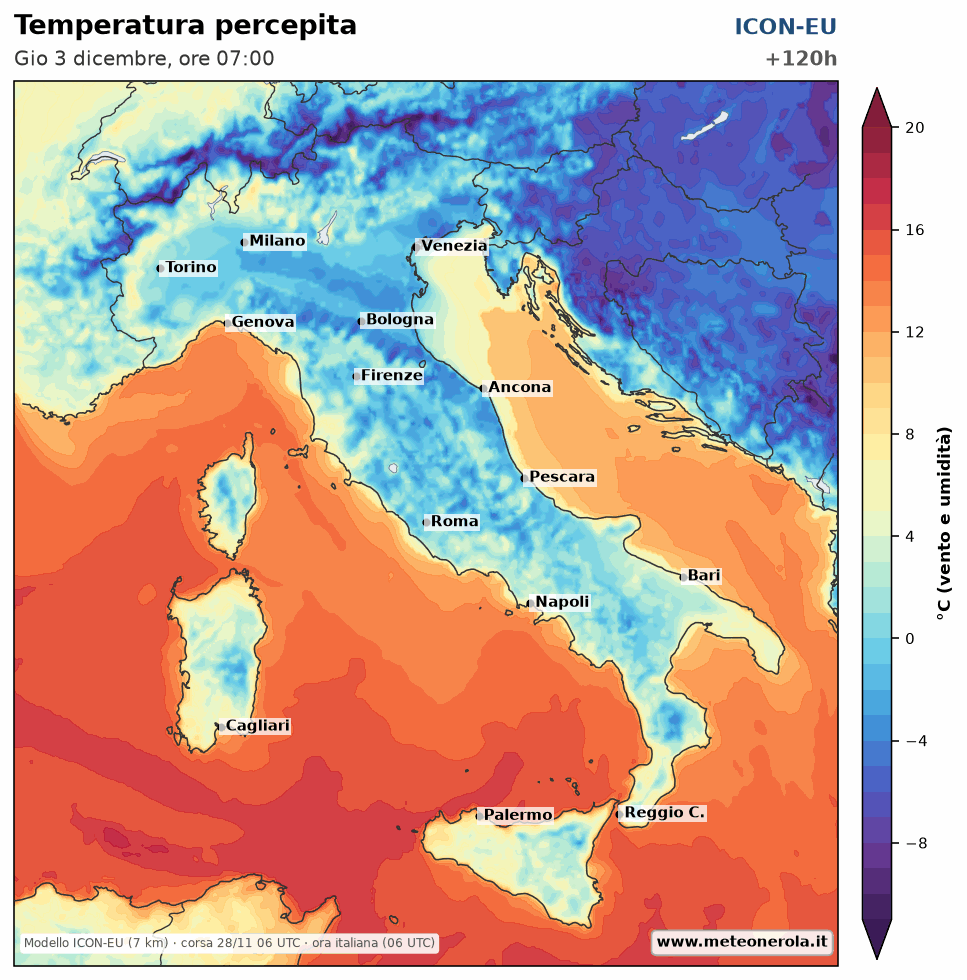 Temperatura percepita
ICON-EU
Gio 3 dicembre, ore 07:00
+120h
20
16
12
8
4
0
−4
−8
°C (vento e umidità)
Milano
Venezia
Torino
Genova
Bologna
Firenze
Ancona
Pescara
Roma
Bari
Napoli
Cagliari
Palermo
Reggio C.
Modello ICON-EU (7 km) · corsa 28/11 06 UTC · ora italiana (06 UTC)
www.meteonerola.it